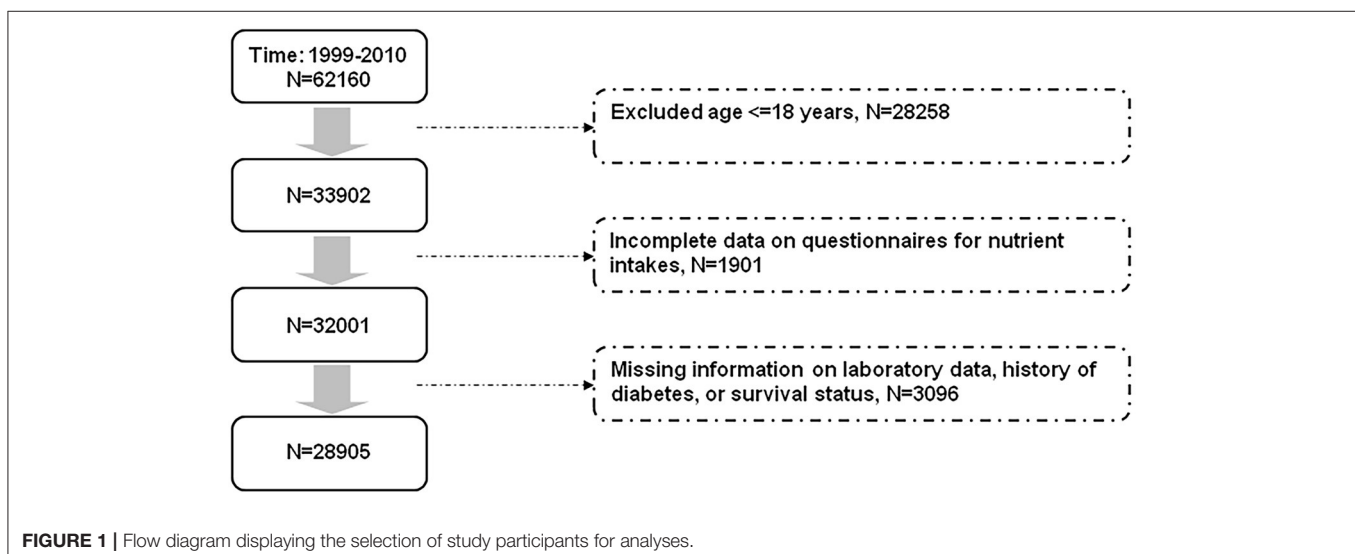 Time: 1999-2010
N=62160
Excluded age <=18 years, N=28258
N=33902
Incomplete data on questionnaires for nutrient
intakes, N=1901
N=32001
Missing information on laboratory data, history of
diabetes, or survival status, N=3096
N=28905
FIGURE 1 | Flow diagram displaying the selection of study participants for analyses.